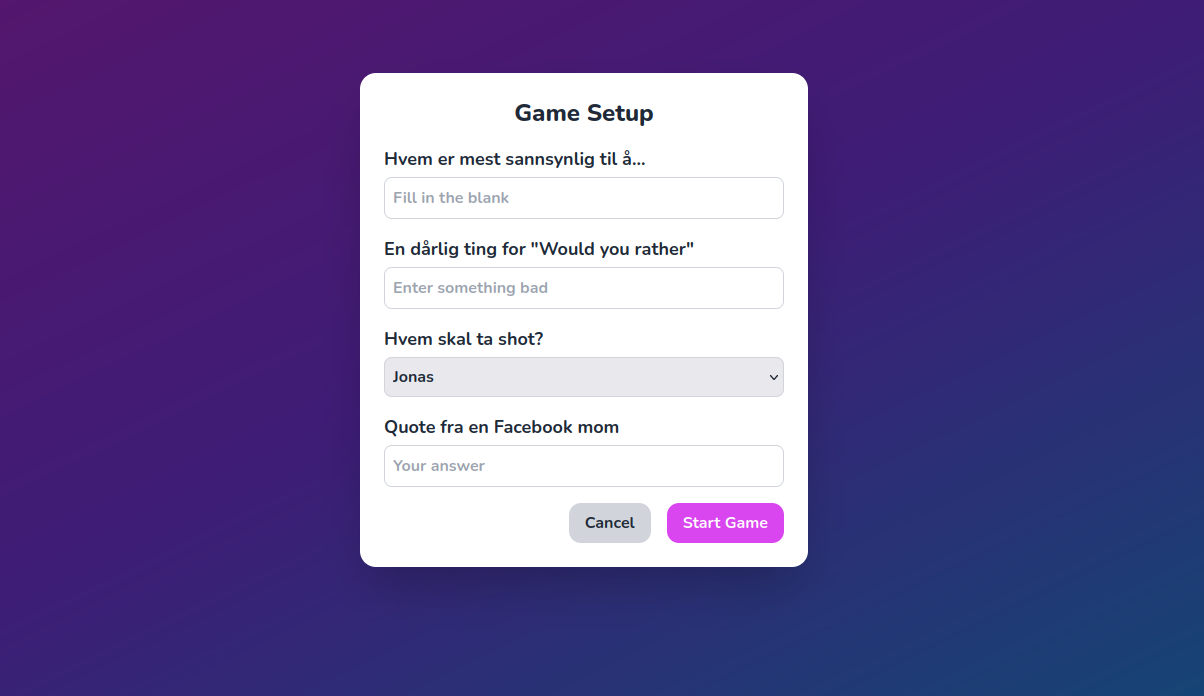 Game Setup
Hvem er mest sannsynlig til å...
Fill in the blank
En dårlig ting for "Would you rather"
Enter something bad
Hvem skal ta shot?
Jonas
Quote fra en Facebook mom
Your answer
Cancel Start Game